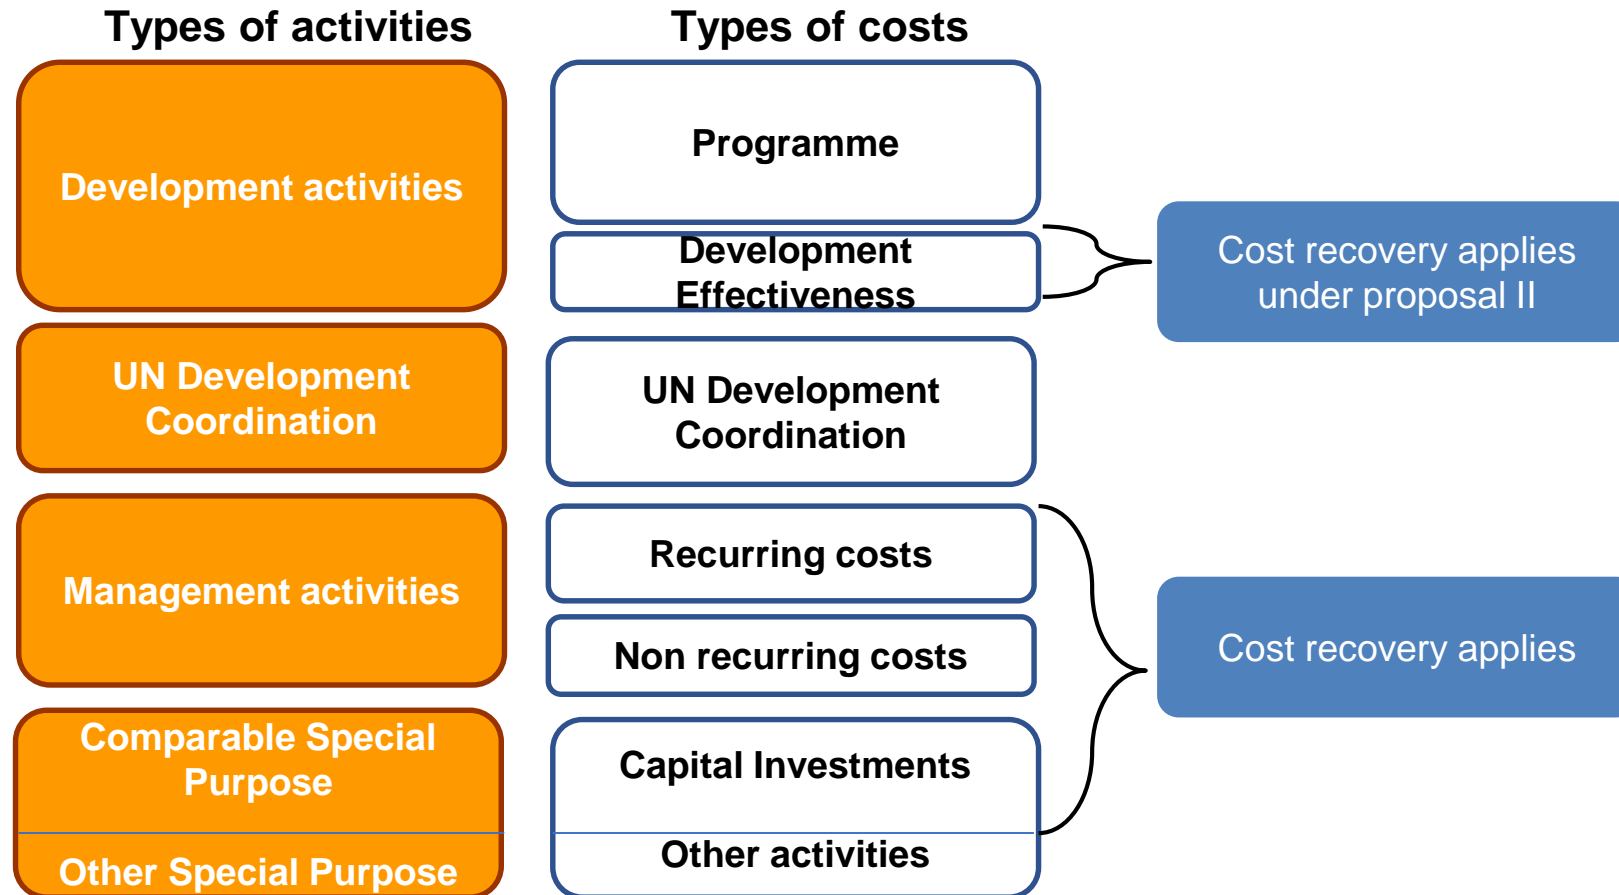 Types of activities
Types of costs
Development activities
Programme
Development
Effectiveness
Cost recovery applies
under proposal II
UN Development
Coordination
UN Development
Coordination
Management activities
Recurring costs
Non recurring costs
Cost recovery applies
Comparable Special
Purpose
Capital Investments
Other Special Purpose
Other activities